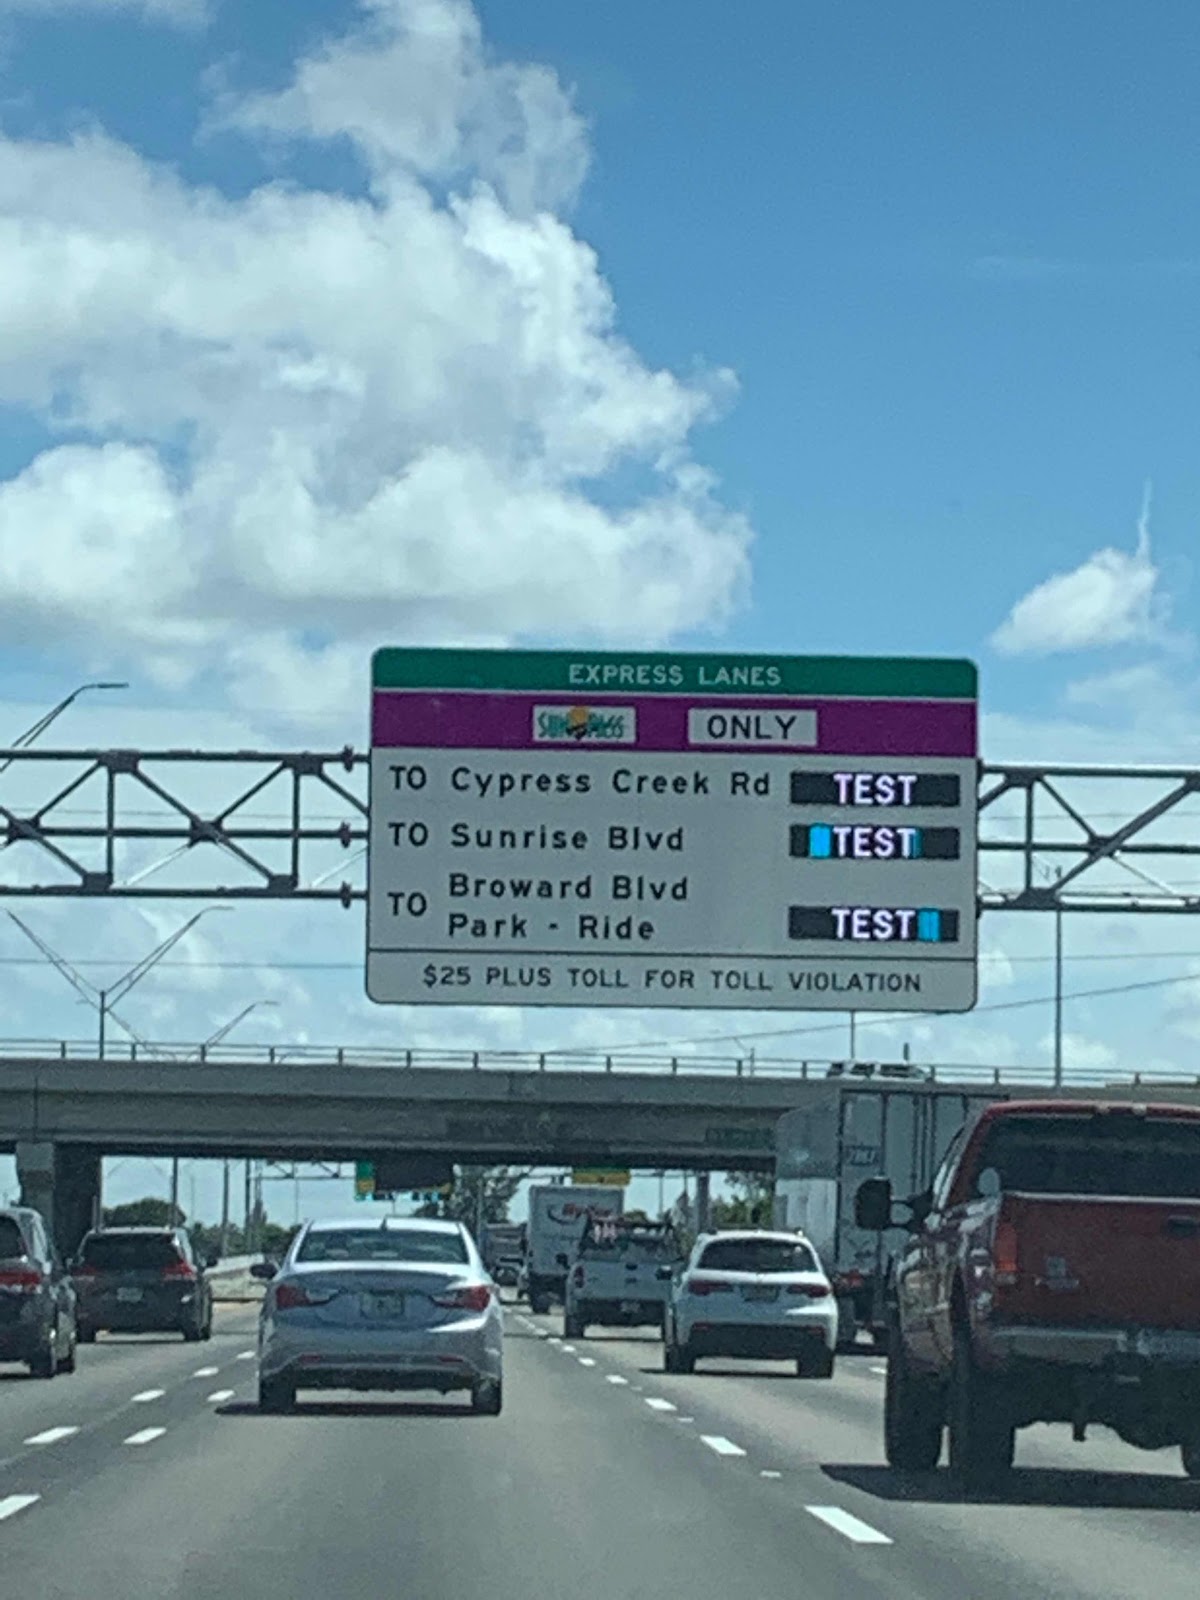 EXPRESS LANES
SUNPASS ONLY
TO Cypress Creek Rd TEST
TO Sunrise Blvd TEST
TO Broward Blvd
Park - Ride TEST
$25 PLUS TOLL FOR TOLL VIOLATION